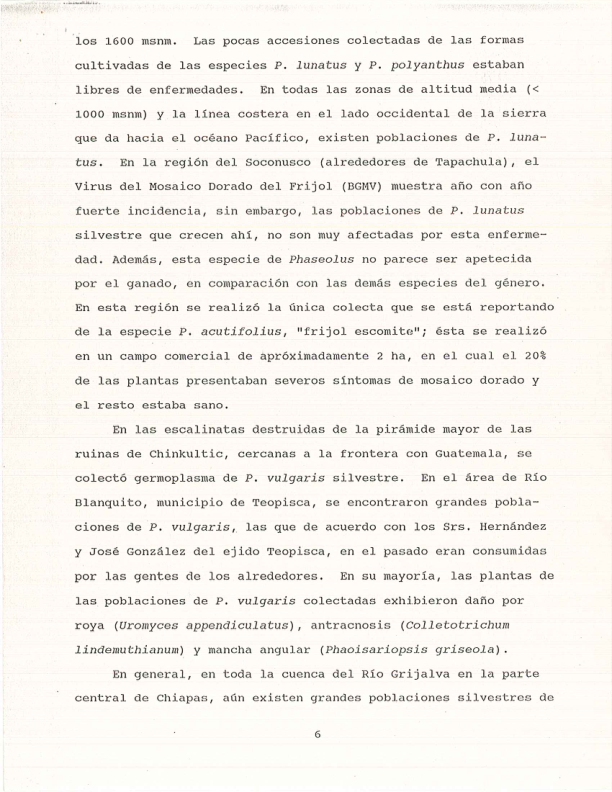 los 1600 msnm.  Las pocas accesiones colectadas de las formas
cultivadas de las especies P. lunatus y P. polyanthus estaban
libres de enfermedades.  En todas las zonas de altitud media (<
1000 msnm) y la línea costera en el lado occidental de la sierra
que da hacia el océano Pacífico, existen poblaciones de P. luna-
tus.  En la región del Soconusco (alrededores de Tapachula), el
Virus del Mosaico Dorado del Frijol (BGMV) muestra año con año
fuerte incidencia, sin embargo, las poblaciones de P. lunatus
silvestre que crecen ahí, no son muy afectadas por esta enferme-
dad. Además, esta especie de Phaseolus no parece ser apetecida
por el ganado, en comparación con las demás especies del género.
En esta región se realizó la única colecta que se está reportando
de la especie P. acutifolius, "frijol escomite"; ésta se realizó
en un campo comercial de apróximadamente 2 ha, en el cual el 20%
de las plantas presentaban severos síntomas de mosaico dorado y
el resto estaba sano.
En las escalinatas destruidas de la pirámide mayor de las
ruinas de Chinkultic, cercanas a la frontera con Guatemala, se
colectó germoplasma de P. vulgaris silvestre.  En el área de Río
Blanquito, municipio de Teopisca, se encontraron grandes pobla-
ciones de P. vulgaris, las que de acuerdo con los Srs. Hernández
y José González del ejido Teopisca, en el pasado eran consumidas
por las gentes de los alrededores.  En su mayoría, las plantas de
las poblaciones de P. vulgaris colectadas exhibieron daño por
roya (Uromyces appendiculatus), antracnosis (Colletotrichum
lindemuthianum) y mancha angular (Phaoisariopsis griseola).
En general, en toda la cuenca del Río Grijalva en la parte
central de Chiapas, aún existen grandes poblaciones silvestres de
6